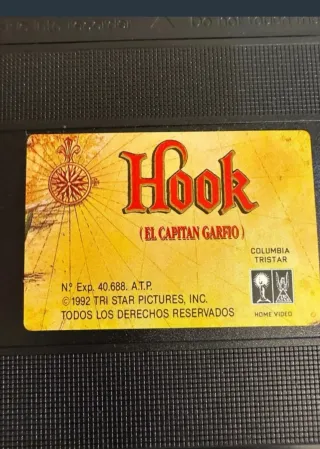 Hook
( EL CAPITAN GARFIO )
COLUMBIA
TRISTAR
HOME VIDEO
Nº Exp. 40.688. A.T.P.
©1992 TRI STAR PICTURES, INC.
TODOS LOS DERECHOS RESERVADOS